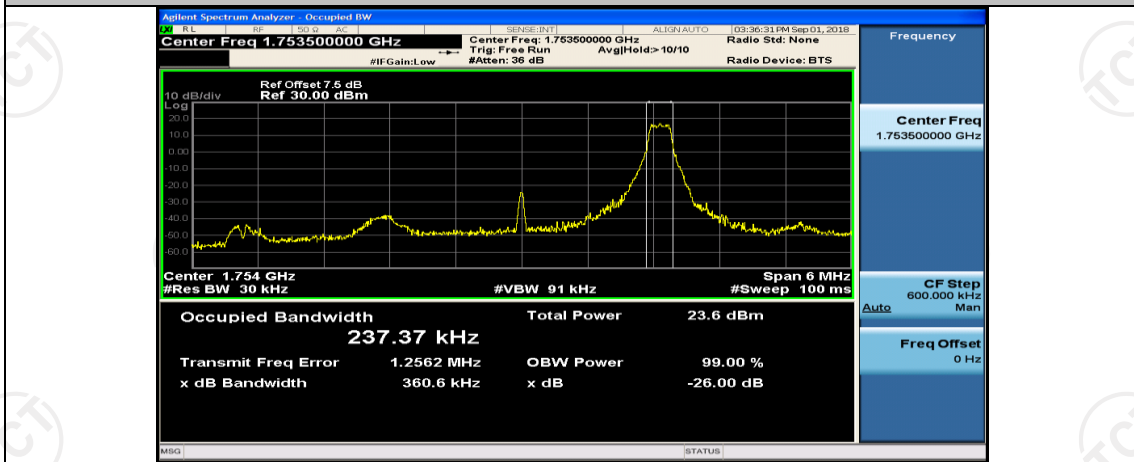 Agilent Spectrum Analyzer - Occupied BW
LXI RL RF 50 Ω AC SENSE:INT ALIGN AUTO 03:36:31 PM Sep 01, 2018
Center Freq 1.753500000 GHz
Center Freq: 1.753500000 GHz
Radio Std: None
Trig: Free Run Avg|Hold:> 10/10
#IFGain:Low
#Atten: 36 dB
Radio Device: BTS
Frequency
Ref Offset 7.5 dB
10 dB/div Ref 30.00 dBm
Log
20.0
10.0
0.00
-10.0
-20.0
-30.0
-40.0
-50.0
-60.0
Center 1.754 GHz
Span 6 MHz
#Res BW 30 kHz
#VBW 91 kHz
#Sweep 100 ms
Occupied Bandwidth
237.37 kHz
Total Power 23.6 dBm
Transmit Freq Error 1.2562 MHz
OBW Power 99.00 %
x dB Bandwidth 360.6 kHz
x dB -26.00 dB
Center Freq
1.753500000 GHz
CF Step
600.000 kHz
Auto Man
Freq Offset
0 Hz
MSG
STATUS
TCT
TCT
TCT
TCT